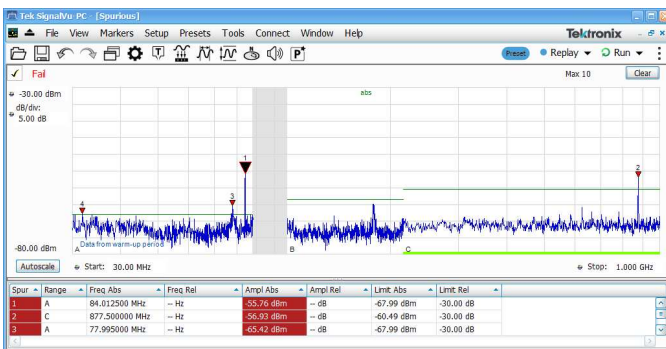 Tek SignalVu PC - [Spurious]
File View Markers Setup Presets Tools Connect Window Help Tektronix
Preset Replay Run
Fail Max 10 Clear
-30.00 dBm abs
dB/div:
5.00 dB
1
2
3
4
-80.00 dBm A Data from warm-up period B C
Autoscale Start: 30.00 MHz Stop: 1.000 GHz
Spur Range Freq Abs Freq Rel Ampl Abs Ampl Rel Limit Abs Limit Rel
1 A 84.012500 MHz -- Hz -55.76 dBm -- dB -67.99 dBm -30.00 dB
2 C 877.500000 MHz -- Hz -56.93 dBm -- dB -60.49 dBm -30.00 dB
3 A 77.995000 MHz -- Hz -65.42 dBm -- dB -67.99 dBm -30.00 dB